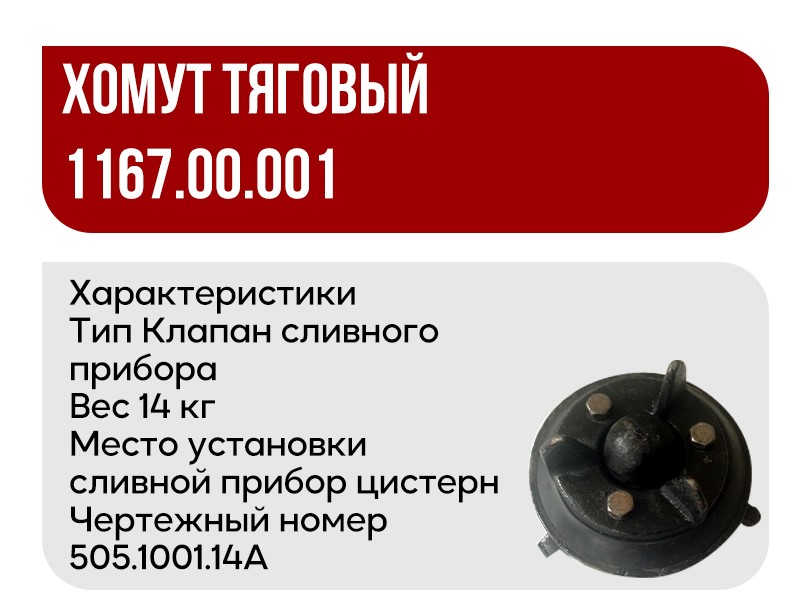 ХОМУТ ТЯГОВЫЙ
1167.00.001
Характеристики
Тип Клапан сливного
прибора
Вес 14 кг
Место установки
сливной прибор цистерн
Чертежный номер
505.1001.14А